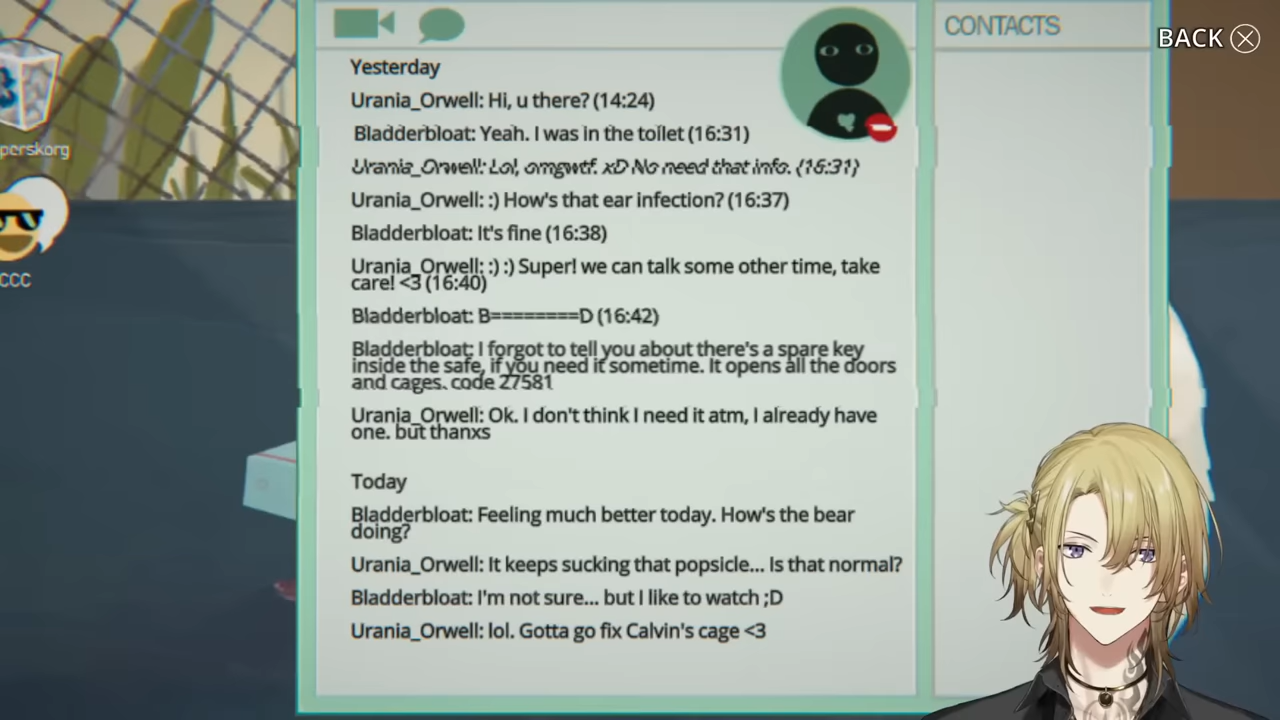 CONTACTS
BACK
perskorg
CCC
Yesterday
Urania_Orwell: Hi, u there? (14:24)
Bladderbloat: Yeah. I was in the toilet (16:31)
Urania_Orwell: Lol, omgwtf. xD No need that info. (16:31)
Urania_Orwell: :) How's that ear infection? (16:37)
Bladderbloat: It's fine (16:38)
Urania_Orwell: :) :) Super! we can talk some other time, take
care! <3 (16:40)
Bladderbloat: B========D (16:42)
Bladderbloat: I forgot to tell you about there's a spare key
inside the safe, if you need it sometime. It opens all the doors
and cages. code 27581
Urania_Orwell: Ok. I don't think I need it atm, I already have
one. but thanxs
Today
Bladderbloat: Feeling much better today. How's the bear
doing?
Urania_Orwell: It keeps sucking that popsicle... Is that normal?
Bladderbloat: I'm not sure... but I like to watch ;D
Urania_Orwell: lol. Gotta go fix Calvin's cage <3